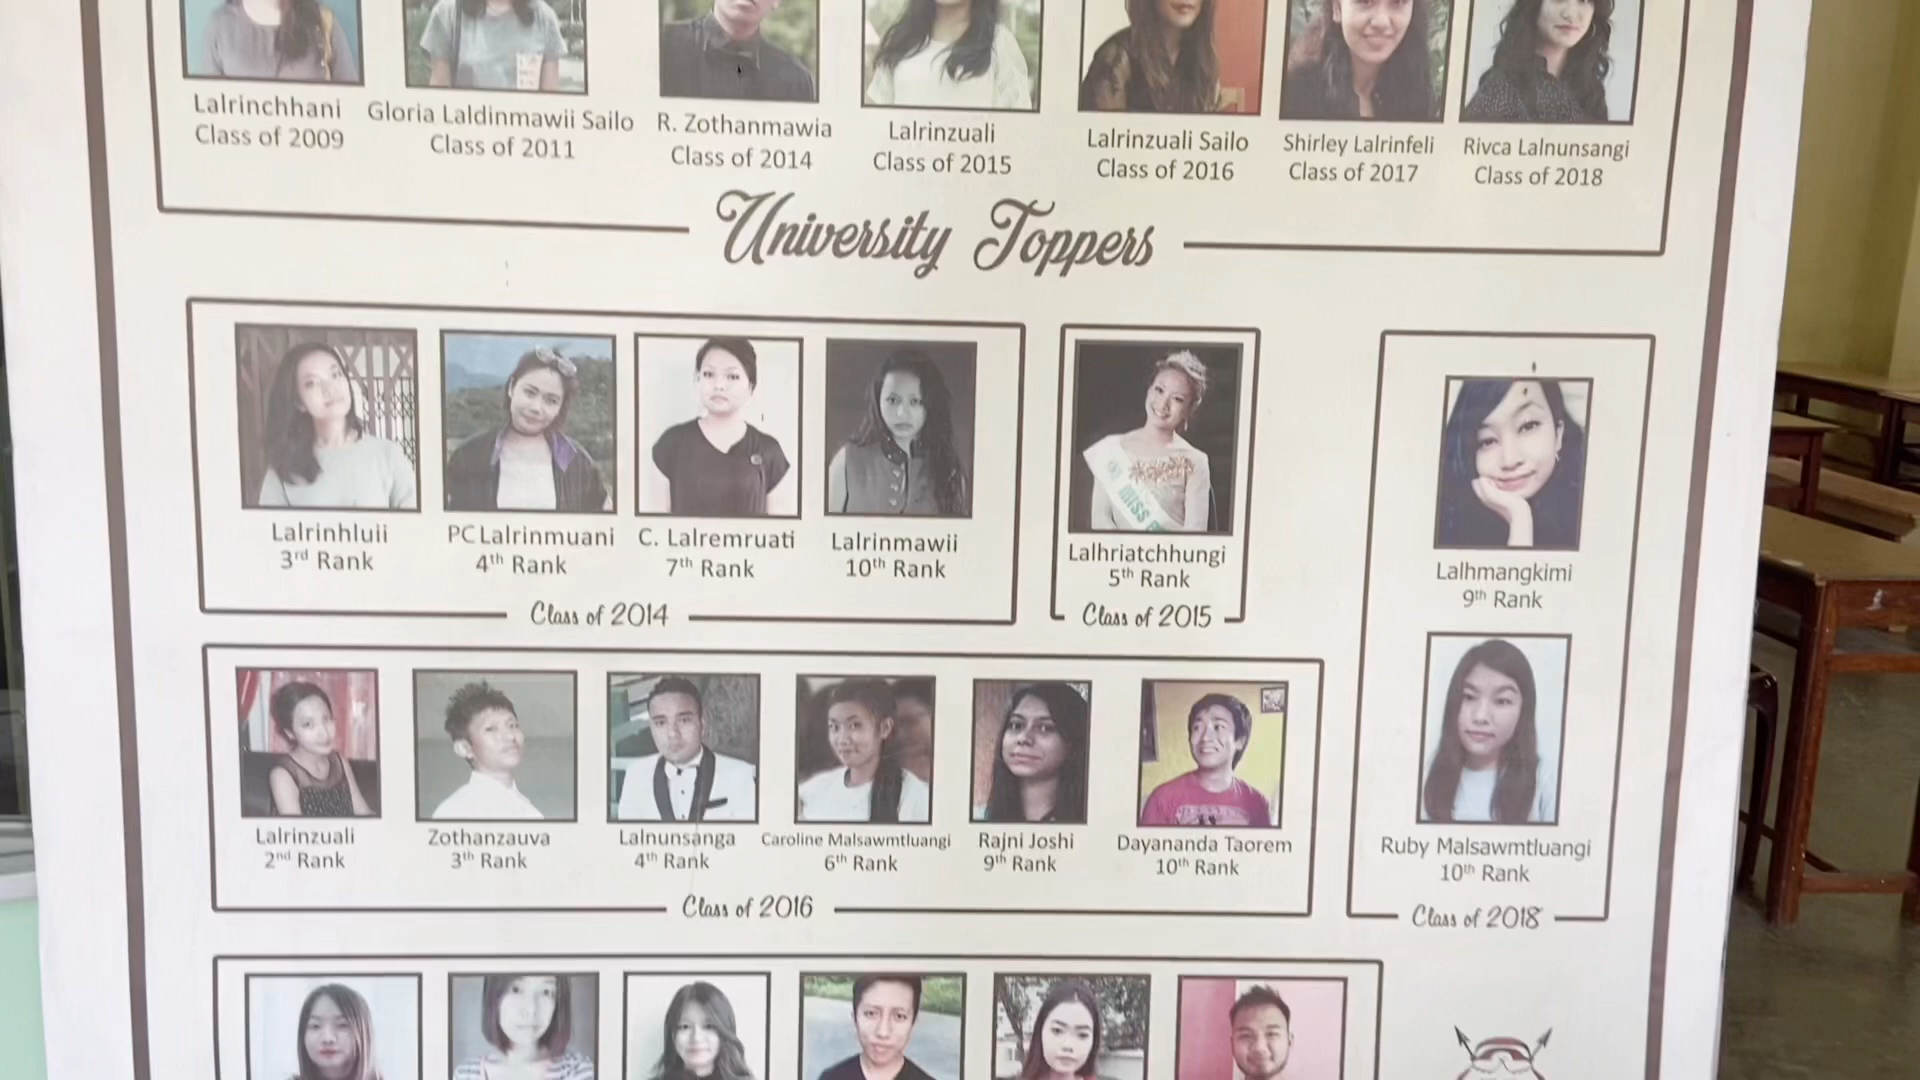 Lalrinchhani
Class of 2009
Gloria Laldinmawii Sailo
Class of 2011
R. Zothanmawia
Class of 2014
Lalrinzuali
Class of 2015
Lalrinzuali Sailo
Class of 2016
Shirley Lalrinfeli
Class of 2017
Rivca Lalnunsangi
Class of 2018
University Toppers
Lalrinhluii
3rd Rank
PC Lalrinmuani
4th Rank
C. Lalremruati
7th Rank
Lalrinmawii
10th Rank
Class of 2014
MISS
Lalhriatchhungi
5th Rank
Class of 2015
Lalhmangkimi
9th Rank
Ruby Malsawmtluangi
10th Rank
Class of 2018
Lalrinzuali
2nd Rank
Zothanzauva
3th Rank
Lalnunsanga
4th Rank
Caroline Malsawmtluangi
6th Rank
Rajni Joshi
9th Rank
Dayananda Taorem
10th Rank
Class of 2016